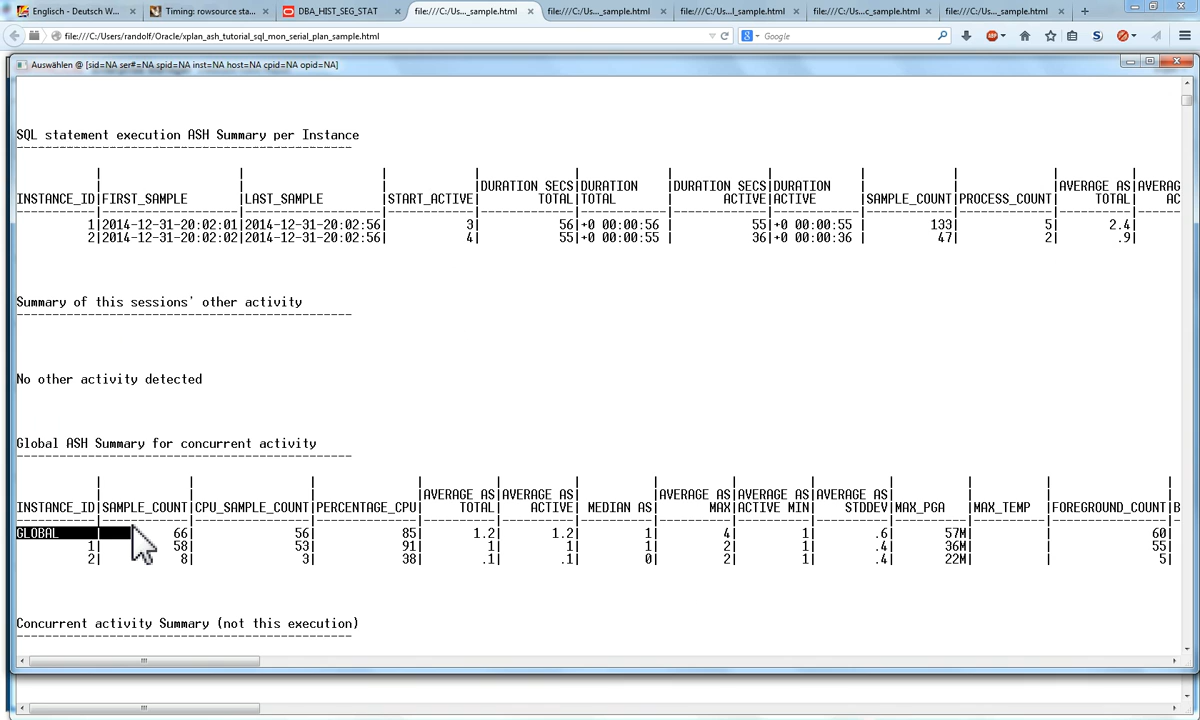 Englisch - Deutsch W... Timing: rowsource sta... DBA_HIST_SEG_STAT file:///C:/Us..._sample.html file:///C:/Us..._sample.html file:///C:/Us...l_sample.html file:///C:/Us...c_sample.html file:///C:/Us..._sample.html
file:///C:/Users/randolf/Oracle/xplan_ash_tutorial_sql_mon_serial_plan_sample.html Google
Auswählen @ [sid=NA ser#=NA spid=NA inst=NA host=NA cpid=NA opid=NA]
SQL statement execution ASH Summary per Instance
---------------------------------------------
| | | |DURATION SECS|DURATION |DURATION SECS|DURATION | | |AVERAGE AS|AVERAG
INSTANCE_ID|FIRST_SAMPLE |LAST_SAMPLE |START_ACTIVE| TOTAL|TOTAL | ACTIVE|ACTIVE |SAMPLE_COUNT|PROCESS_COUNT| TOTAL| AC
1|2014-12-31-20:02:01|2014-12-31-20:02:56| 3| 56|+0 00:00:56 | 55|+0 00:00:55 | 133| 5| 2.4|
2|2014-12-31-20:02:02|2014-12-31-20:02:56| 4| 55|+0 00:00:55 | 36|+0 00:00:36 | 47| 2| .9|
Summary of this sessions' other activity
---------------------------------------------
No other activity detected
Global ASH Summary for concurrent activity
---------------------------------------------
| | | |AVERAGE AS|AVERAGE AS| |AVERAGE AS|AVERAGE AS|AVERAGE AS| | | |
INSTANCE_ID|SAMPLE_COUNT|CPU_SAMPLE_COUNT|PERCENTAGE_CPU| TOTAL| ACTIVE| MEDIAN AS| MAX|ACTIVE MIN| STDDEV|MAX_PGA |MAX_TEMP |FOREGROUND_COUNT|B
GLOBAL | 66| 56| 85| 1.2| 1.2| 1| 4| 1| .6| 57M| | 60|
1| 58| 53| 91| 1| 1| 1| 2| 1| .4| 36M| | 55|
2| 8| 3| 38| .1| .1| 0| 2| 1| .4| 22M| | 5|
Concurrent activity Summary (not this execution)
---------------------------------------------